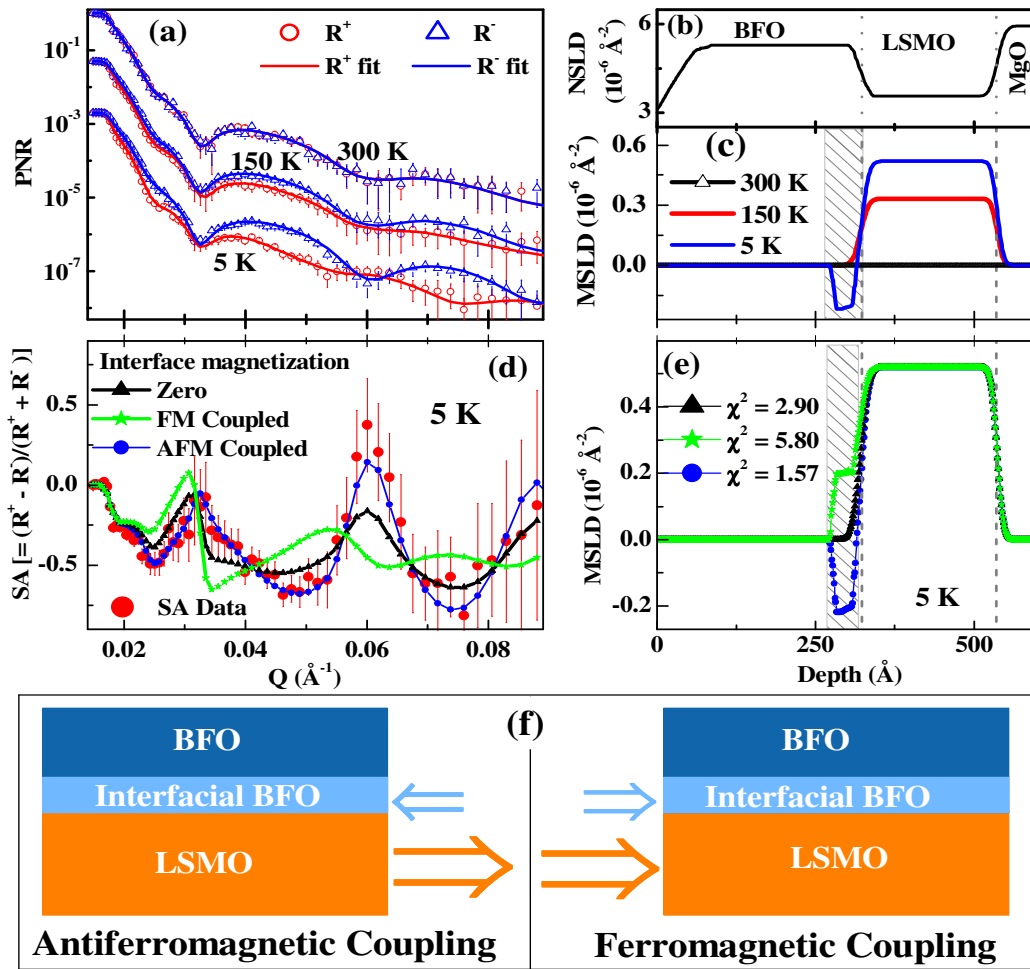 (a)
R⁺ R⁻
R⁺ fit R⁻ fit
10⁻¹
10⁻³
10⁻⁵
10⁻⁷
PNR
300 K
150 K
5 K
(b)
BFO
LSMO
MgO
6
3
NSLD
(10⁻⁶ Å⁻²)
(c)
0.6
0.3
0.0
MSLD (10⁻⁶ Å⁻²)
300 K
150 K
5 K
Interface magnetization
(d)
Zero
FM Coupled
AFM Coupled
5 K
SA Data
0.5
0.0
-0.5
SA [= (R⁺ - R⁻)/(R⁺ + R⁻)]
0.02 0.04 0.06 0.08
Q (Å⁻¹)
(e)
χ² = 2.90
χ² = 5.80
χ² = 1.57
5 K
0.4
0.2
0.0
-0.2
MSLD (10⁻⁶ Å⁻²)
0 250 500
Depth (Å)
(f)
BFO
Interfacial BFO
LSMO
Antiferromagnetic Coupling
BFO
Interfacial BFO
LSMO
Ferromagnetic Coupling